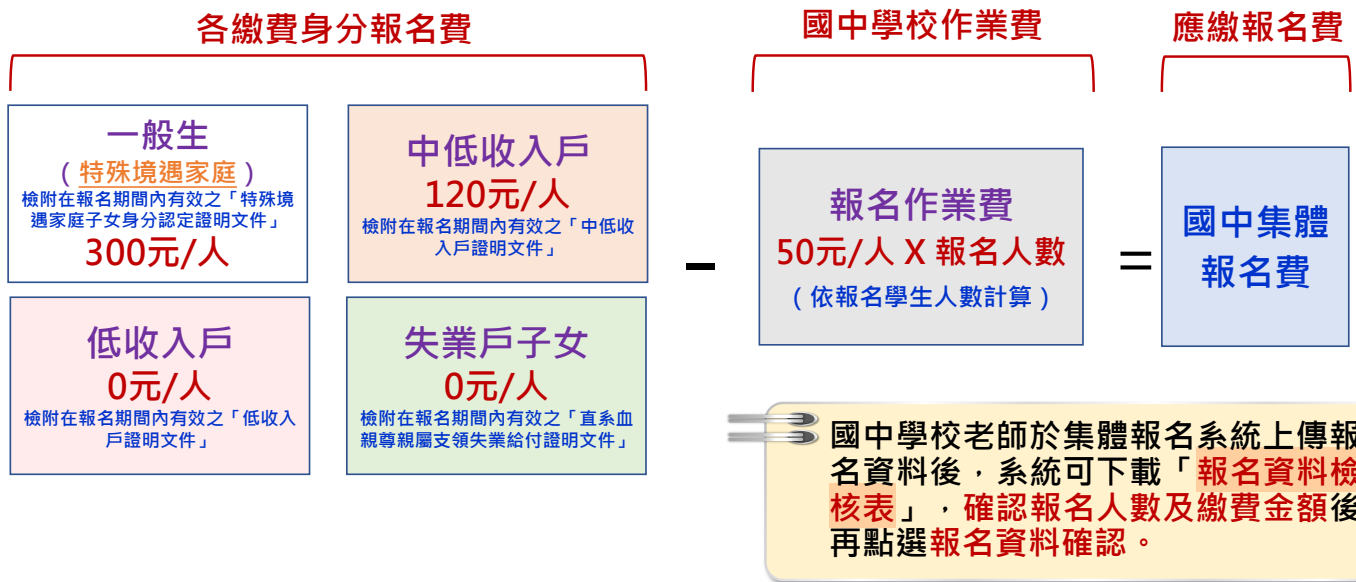 各繳費身分報名費
國中學校作業費
應繳報名費
一般生
(特殊境遇家庭)
檢附在報名期間內有效之「特殊境
遇家庭子女身分認定證明文件」
300元/人
中低收入戶
120元/人
檢附在報名期間內有效之「中低收
入戶證明文件」
低收入戶
0元/人
檢附在報名期間內有效之「低收入
戶證明文件」
失業戶子女
0元/人
檢附在報名期間內有效之「直系血
親尊親屬支領失業給付證明文件」
-
報名作業費
50元/人 X 報名人數
(依報名學生人數計算)
=
國中集體
報名費
國中學校老師於集體報名系統上傳報
名資料後，系統可下載「報名資料檢
核表」，確認報名人數及繳費金額後
再點選報名資料確認。